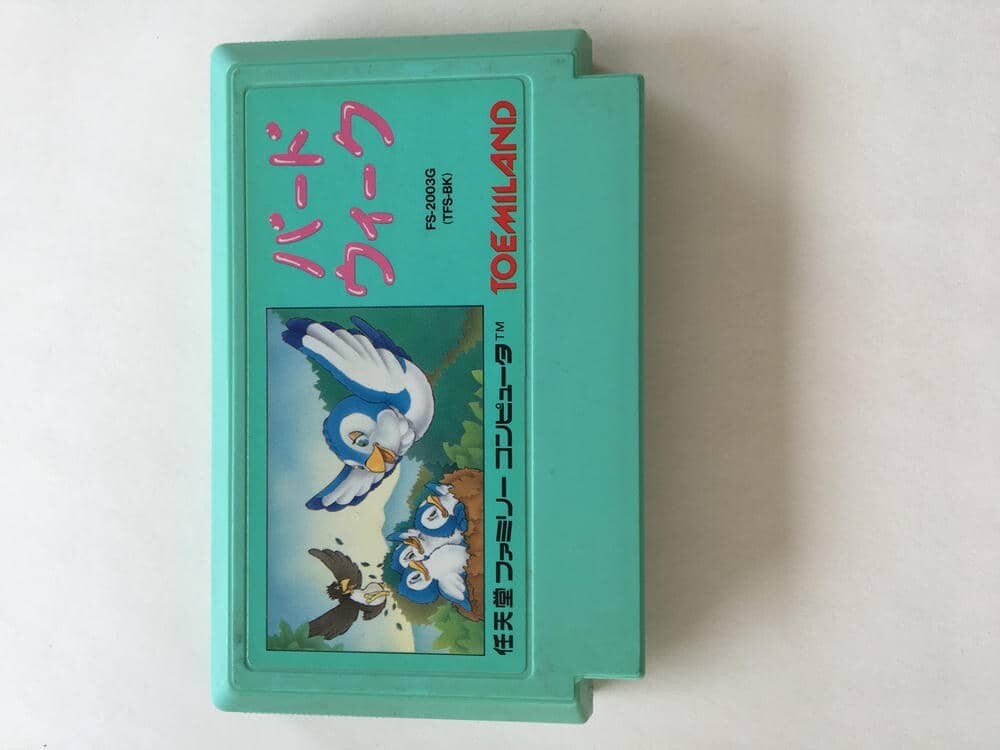 バード
ウィーク
FS-2003G
(TFS-BK)
任天堂 ファミリー コンピュータ™ TOEMILAND